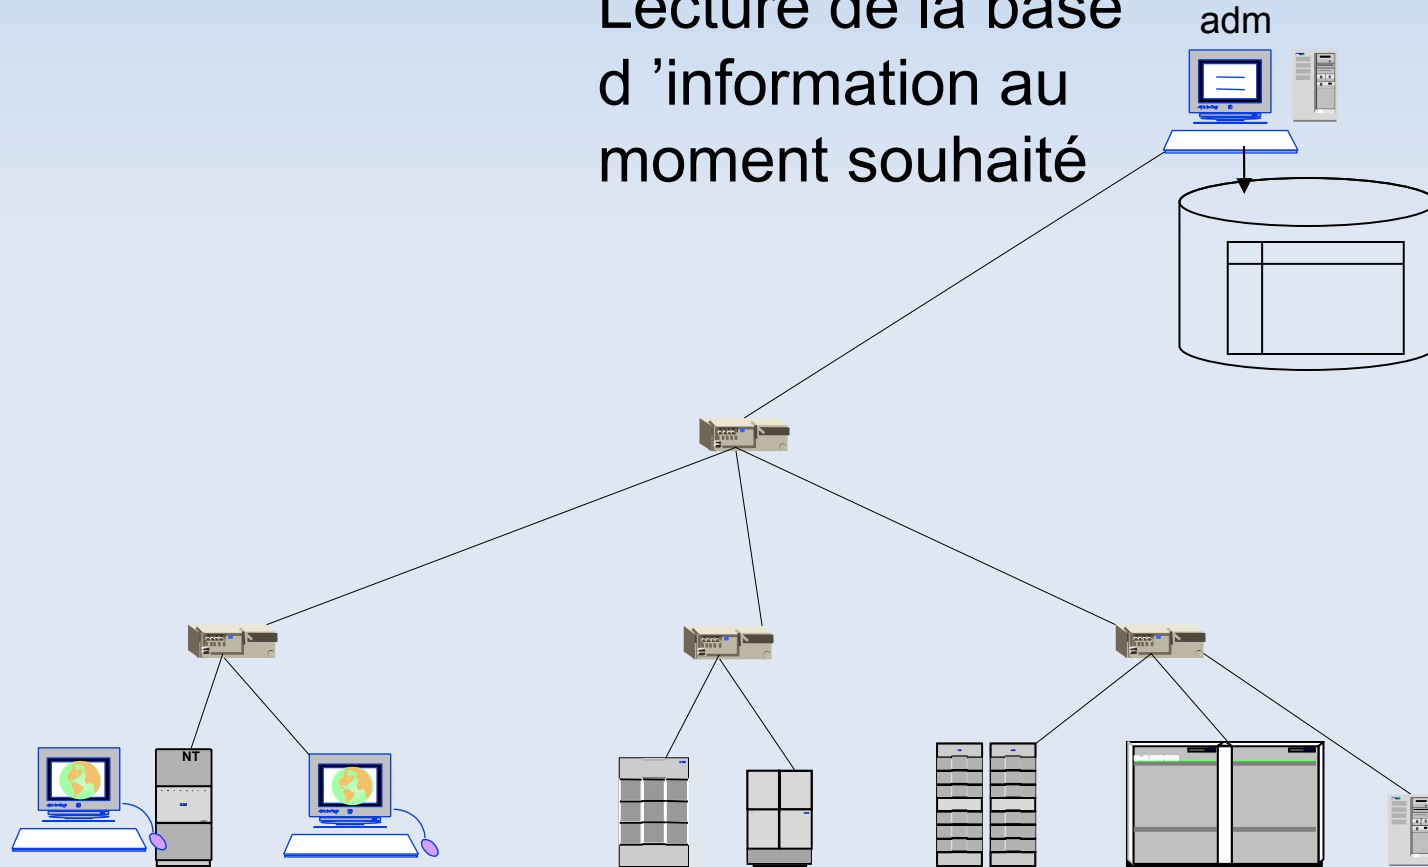 Lecture de la base
d ’information au
moment souhaité
adm
NT